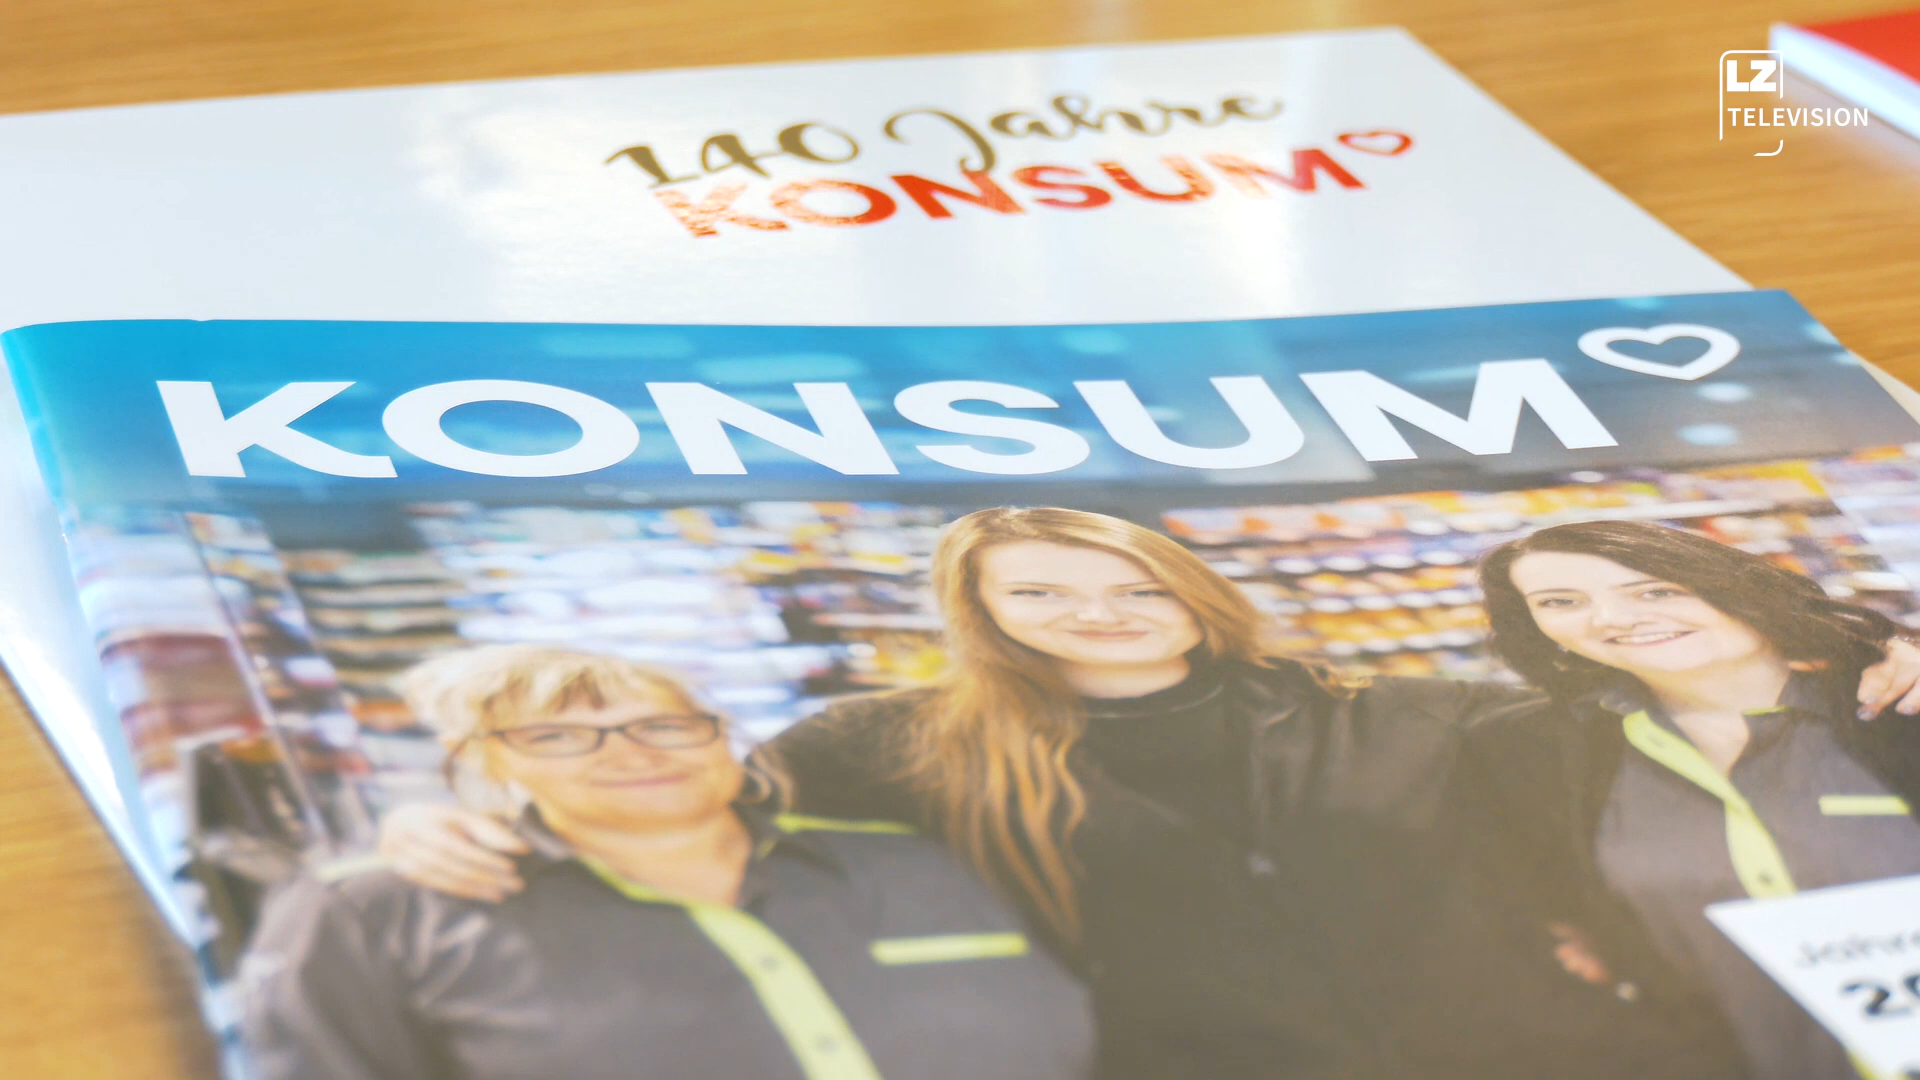 LZ
TELEVISION
140 Jahre
KONSUM
KONSUM